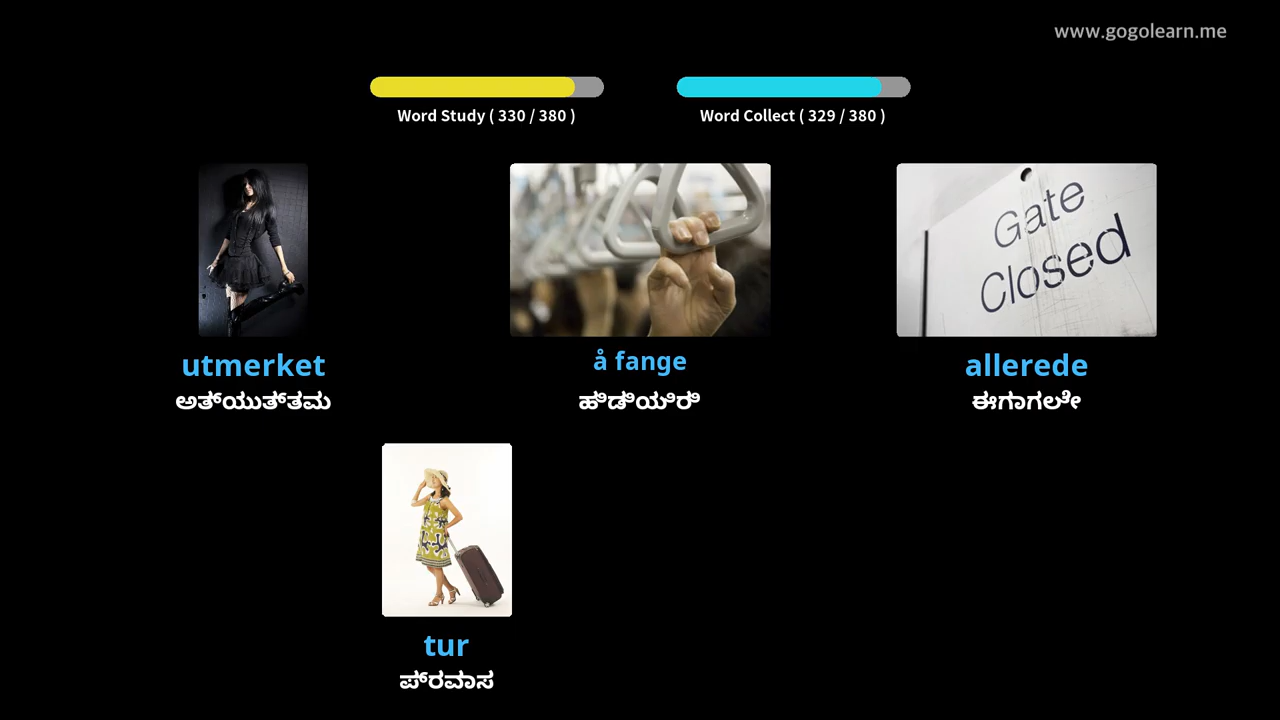 www.gogolearn.me
Word Study ( 330 / 380 )
Word Collect ( 329 / 380 )
Gate
Closed
utmerket
å fange
allerede
ಅತ್ಯುತ್ತಮ
ಹಿಡಿಯಿರಿ
ಈಗಾಗಲೇ
tur
ಪ್ರವಾಸ